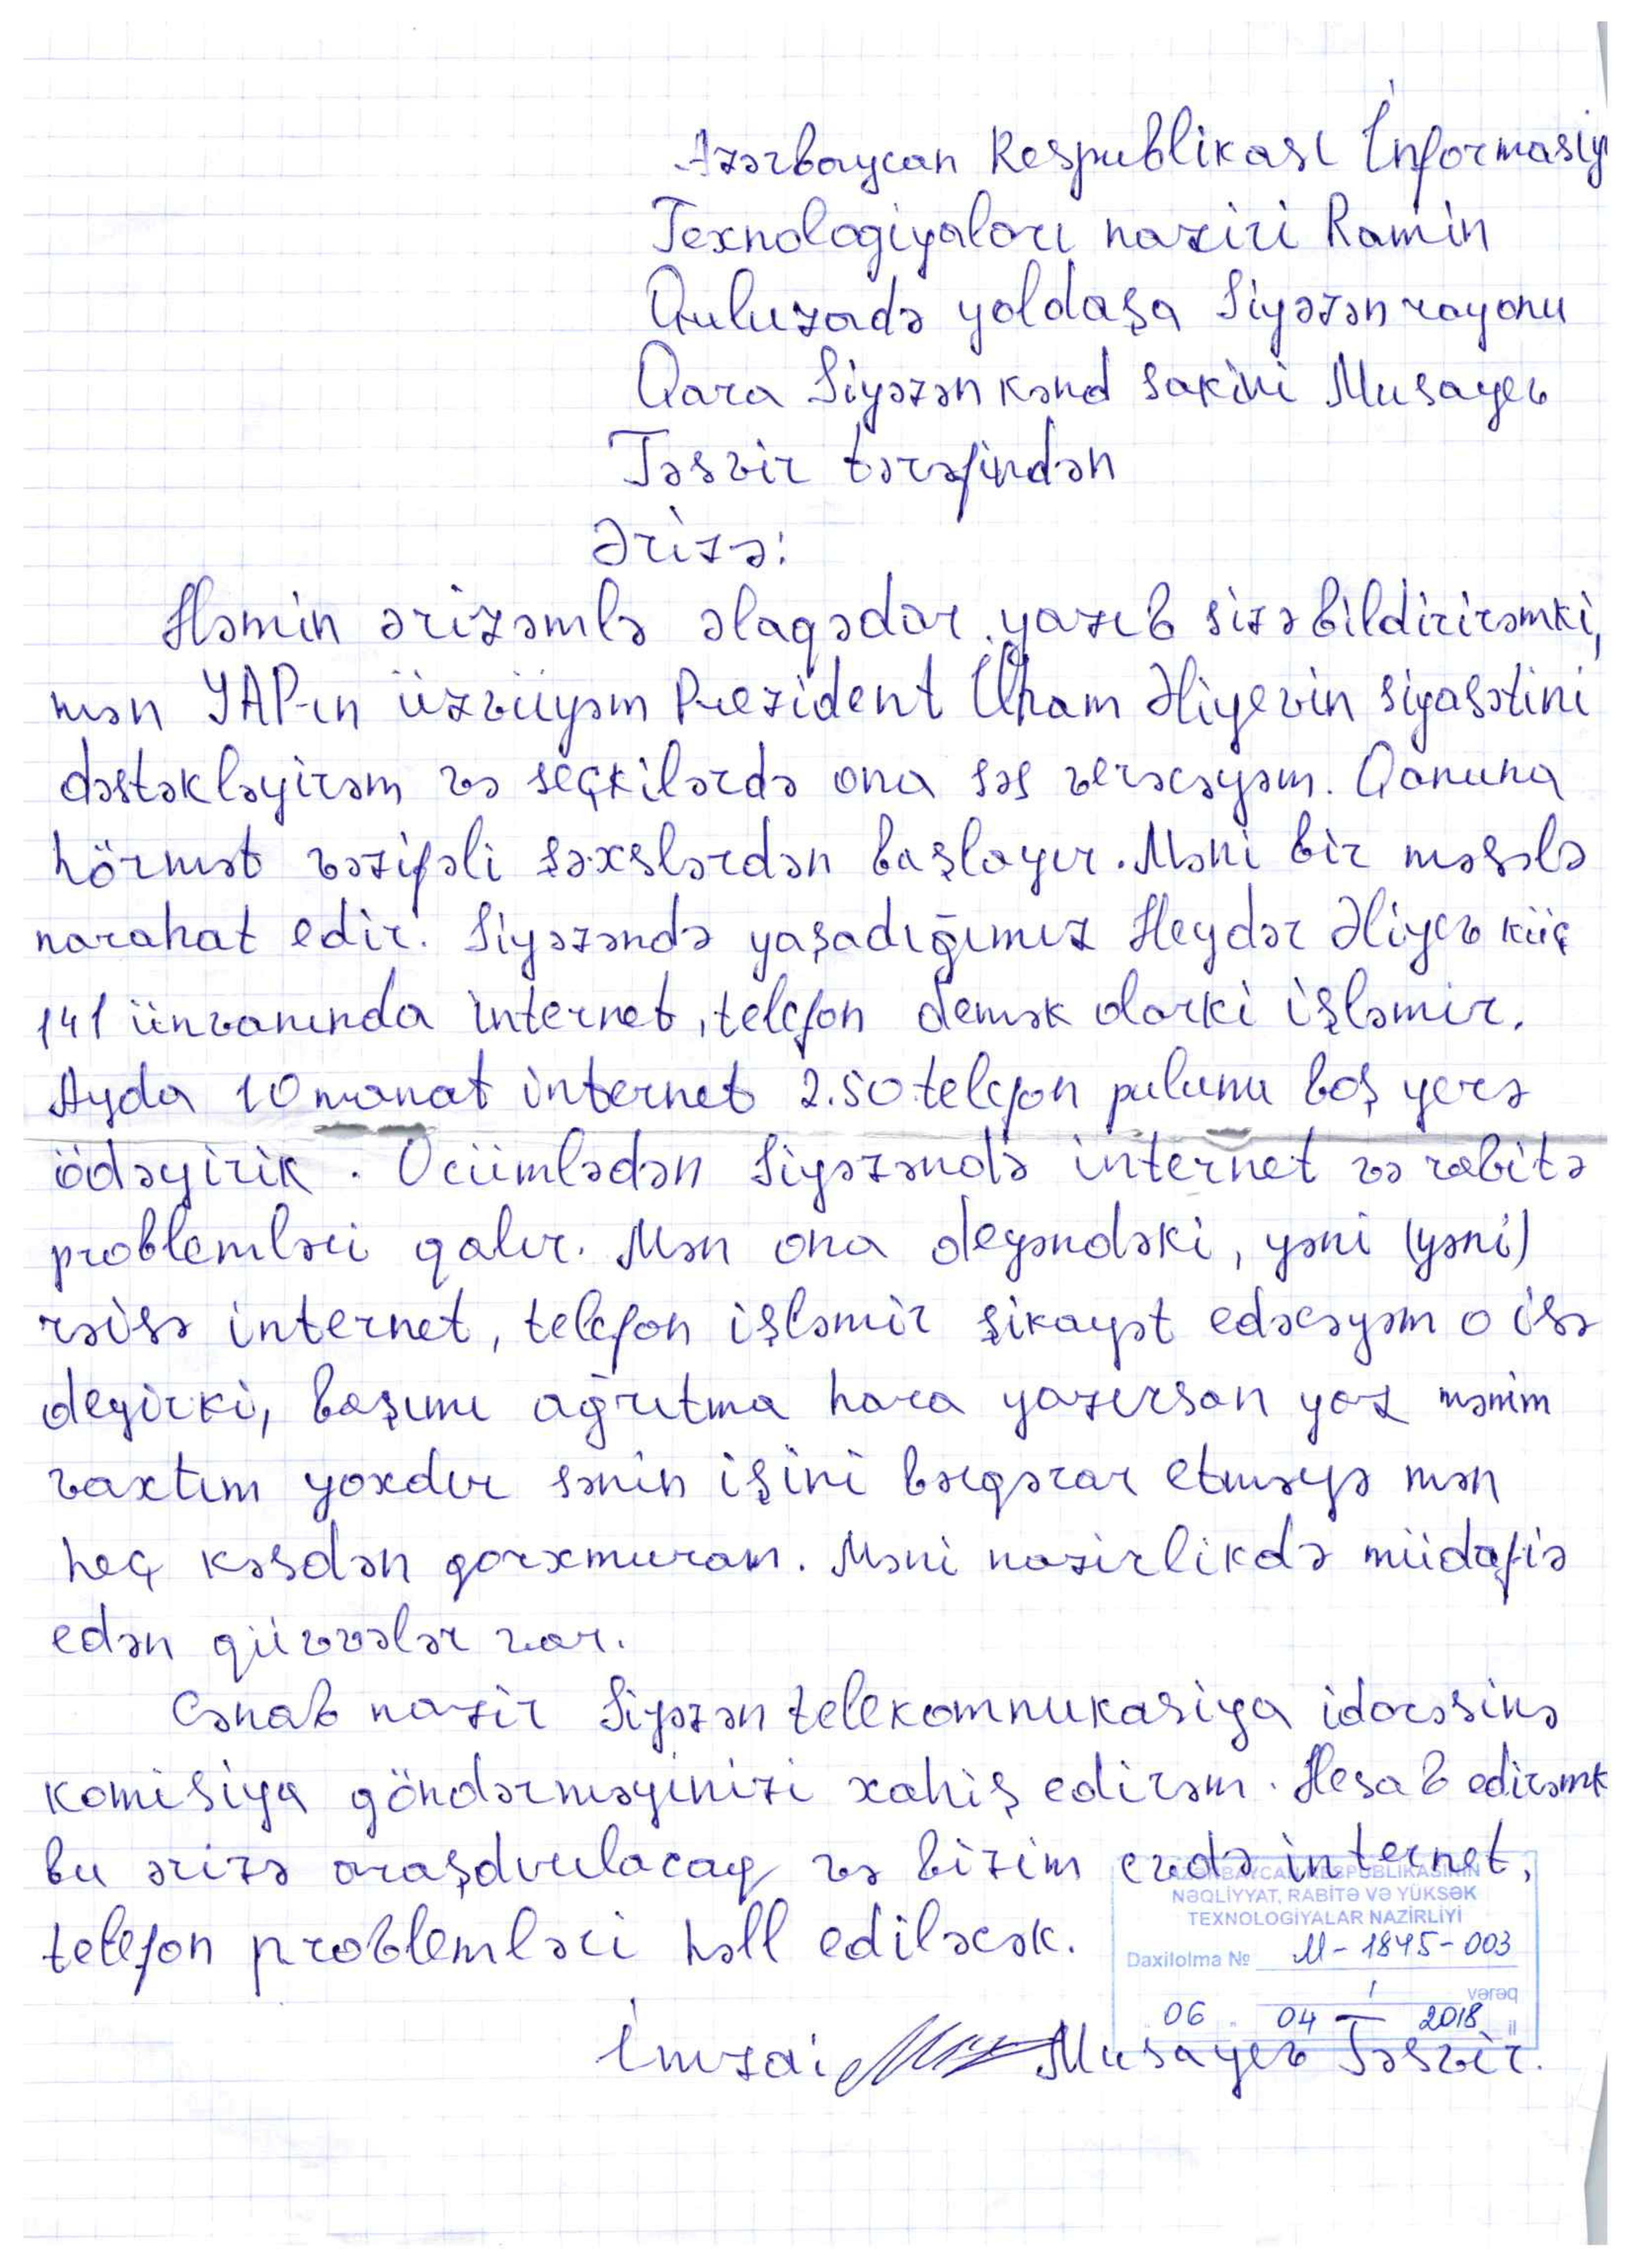 Azərbaycan Respublikası İnformasiy
Texnologiyaları naziri Ramin
Quluzadə yoldaşa Siyəzən rayonu
Qara Siyəzən kənd sakini Musayev
Təsvir tərəfindən
Ərizə:
Həmin ərizəmlə əlaqədar yazıb sizə bildirirəmki,
mən YAP-ın üzvüyəm Prezident İlham Əliyevin siyasətini
dəstəkləyirəm və seçkilərdə ona səs verəcəyəm. Qanuna
hörmət vəzifəli şəxslərdən başlayır. Məni bir məsələ
narahat edir. Siyəzəndə yaşadığımız Heydər Əliyev küç
141 ünvanında internet, telefon demək olarki işləmir.
Ayda 10 manat internet 2.50 telefon pulunu boş yerə
ödəyirik. Ocümlədən Siyəzəndə internet və rabitə
problemləri qalır. Mən ona deyəndəki, yəni (yəni)
rəisə internet, telefon işləmir şikayət edəcəyəm o isə
deyirki, başımı ağrıtma hara yazırsan yaz mənim
vaxtım yoxdur sənin işini bərqərar etməyə mən
heç kəsdən qorxmuram. Məni nazirlikdə müdafiə
edən qüvvələr var.
Cənab nazir Siyəzən telekomnukasiya idarəsinə
komisiya göndərməyinizi xahiş edirəm. Hesab edirəmk
bu ərizə araşdırılacaq və bizim evdə internet,
telefon problemləri həll ediləcək.
AZƏRBAYCAN RESPUBLİKASININ
NƏQLİYYAT, RABİTƏ VƏ YÜKSƏK
TEXNOLOGİYALAR NAZİRLİYİ
Daxilolma № M-1845-003
1 vərəq
06 04 2018 il
İmza: Musayev Təsvir.